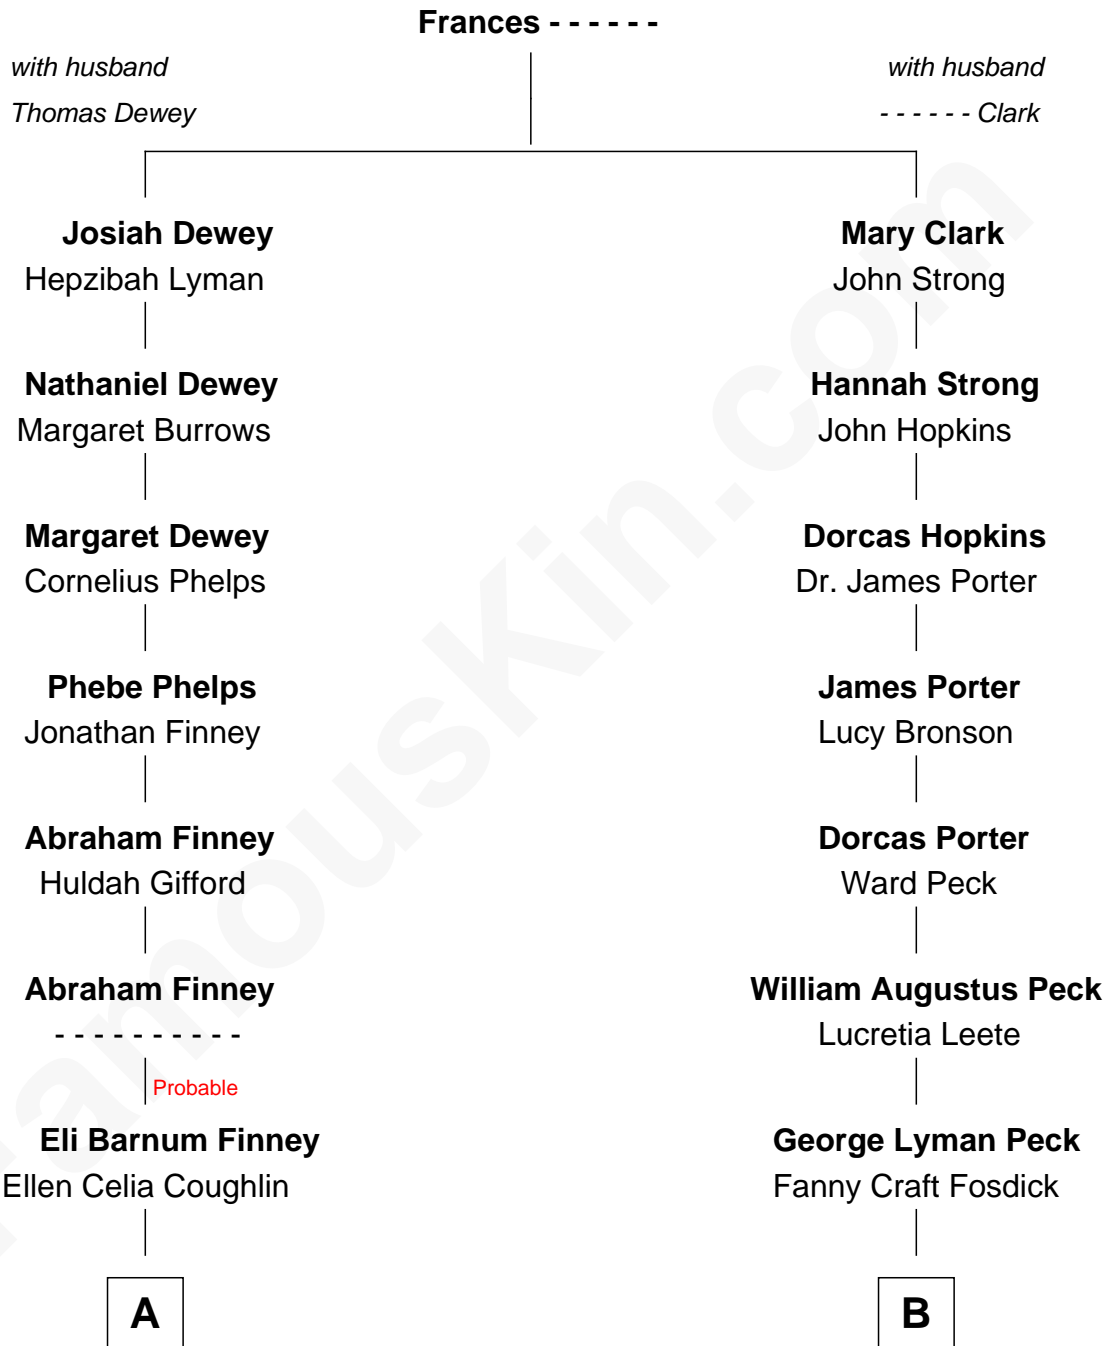 Frances - - - - - -
with husband
Thomas Dewey
with husband
- - - - - - Clark
Josiah Dewey
Hepzibah Lyman
Mary Clark
John Strong
Nathaniel Dewey
Margaret Burrows
Hannah Strong
John Hopkins
Margaret Dewey
Cornelius Phelps
Dorcas Hopkins
Dr. James Porter
Phebe Phelps
Jonathan Finney
James Porter
Lucy Bronson
Abraham Finney
Huldah Gifford
Dorcas Porter
Ward Peck
Abraham Finney
- - - - - - - - - -
William Augustus Peck
Lucretia Leete
Probable
Eli Barnum Finney
Ellen Celia Coughlin
George Lyman Peck
Fanny Craft Fosdick
A
B
FamousKin.com